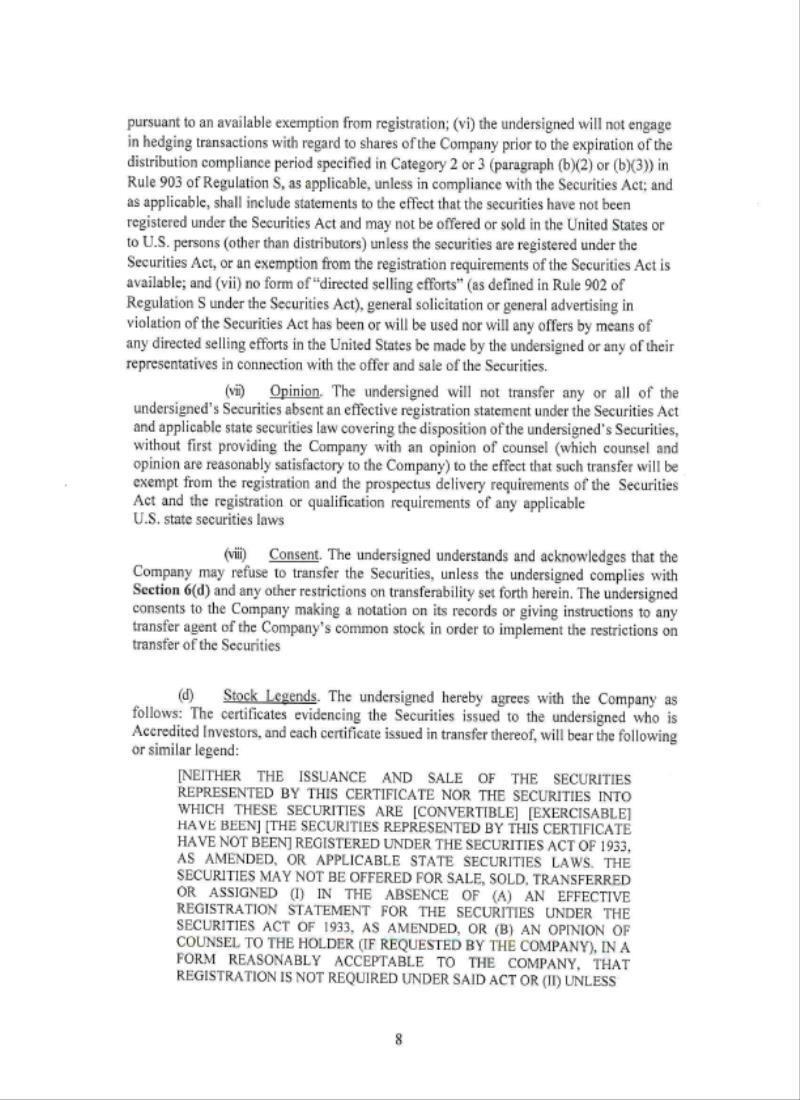 pursuant to an available exemption from registration; (vi) the undersigned will not engage
in hedging transactions with regard to shares of the Company prior to the expiration of the
distribution compliance period specified in Category 2 or 3 (paragraph (b)(2) or (b)(3)) in
Rule 903 of Regulation S, as applicable, unless in compliance with the Securities Act; and
as applicable, shall include statements to the effect that the securities have not been
registered under the Securities Act and may not be offered or sold in the United States or
to U.S. persons (other than distributors) unless the securities are registered under the
Securities Act, or an exemption from the registration requirements of the Securities Act is
available; and (vii) no form of “directed selling efforts” (as defined in Rule 902 of
Regulation S under the Securities Act), general solicitation or general advertising in
violation of the Securities Act has been or will be used nor will any offers by means of
any directed selling efforts in the United States be made by the undersigned or any of their
representatives in connection with the offer and sale of the Securities.
(vii) Opinion. The undersigned will not transfer any or all of the
undersigned’s Securities absent an effective registration statement under the Securities Act
and applicable state securities law covering the disposition of the undersigned’s Securities,
without first providing the Company with an opinion of counsel (which counsel and
opinion are reasonably satisfactory to the Company) to the effect that such transfer will be
exempt from the registration and the prospectus delivery requirements of the Securities
Act and the registration or qualification requirements of any applicable
U.S. state securities laws
(viii) Consent. The undersigned understands and acknowledges that the
Company may refuse to transfer the Securities, unless the undersigned complies with
Section 6(d) and any other restrictions on transferability set forth herein. The undersigned
consents to the Company making a notation on its records or giving instructions to any
transfer agent of the Company’s common stock in order to implement the restrictions on
transfer of the Securities
(d) Stock Legends. The undersigned hereby agrees with the Company as
follows: The certificates evidencing the Securities issued to the undersigned who is
Accredited Investors, and each certificate issued in transfer thereof, will bear the following
or similar legend:
[NEITHER THE ISSUANCE AND SALE OF THE SECURITIES
REPRESENTED BY THIS CERTIFICATE NOR THE SECURITIES INTO
WHICH THESE SECURITIES ARE [CONVERTIBLE] [EXERCISABLE]
HAVE BEEN] [THE SECURITIES REPRESENTED BY THIS CERTIFICATE
HAVE NOT BEEN] REGISTERED UNDER THE SECURITIES ACT OF 1933,
AS AMENDED, OR APPLICABLE STATE SECURITIES LAWS. THE
SECURITIES MAY NOT BE OFFERED FOR SALE, SOLD, TRANSFERRED
OR ASSIGNED (I) IN THE ABSENCE OF (A) AN EFFECTIVE
REGISTRATION STATEMENT FOR THE SECURITIES UNDER THE
SECURITIES ACT OF 1933, AS AMENDED, OR (B) AN OPINION OF
COUNSEL TO THE HOLDER (IF REQUESTED BY THE COMPANY), IN A
FORM REASONABLY ACCEPTABLE TO THE COMPANY, THAT
REGISTRATION IS NOT REQUIRED UNDER SAID ACT OR (II) UNLESS
8